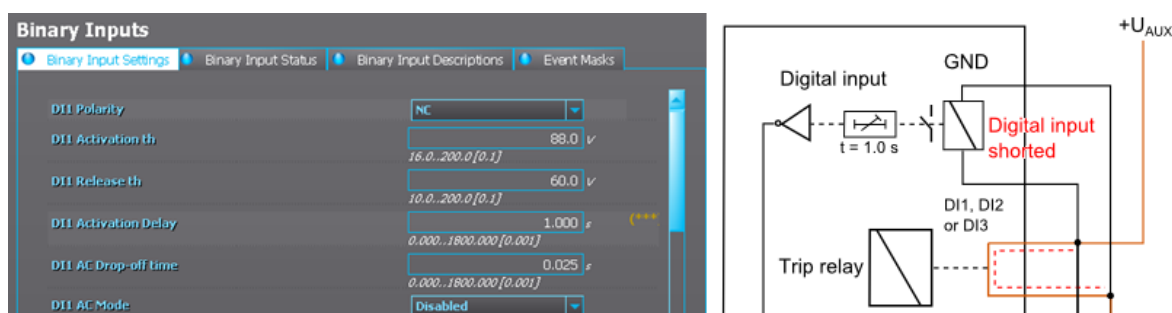 Binary Inputs
Binary Input Settings
Binary Input Status
Binary Input Descriptions
Event Masks
DI1 Polarity
NC
DI1 Activation th
88.0 V
16.0..200.0 [0.1]
DI1 Release th
60.0 V
10.0..200.0 [0.1]
DI1 Activation Delay
1.000 s
(***
0.000..1800.000 [0.001]
DI1 AC Drop-off time
0.025 s
0.000..1800.000 [0.001]
DI1 AC Mode
Disabled
+UAUX
GND
Digital input
t = 1.0 s
Digital input
shorted
DI1, DI2
or DI3
Trip relay